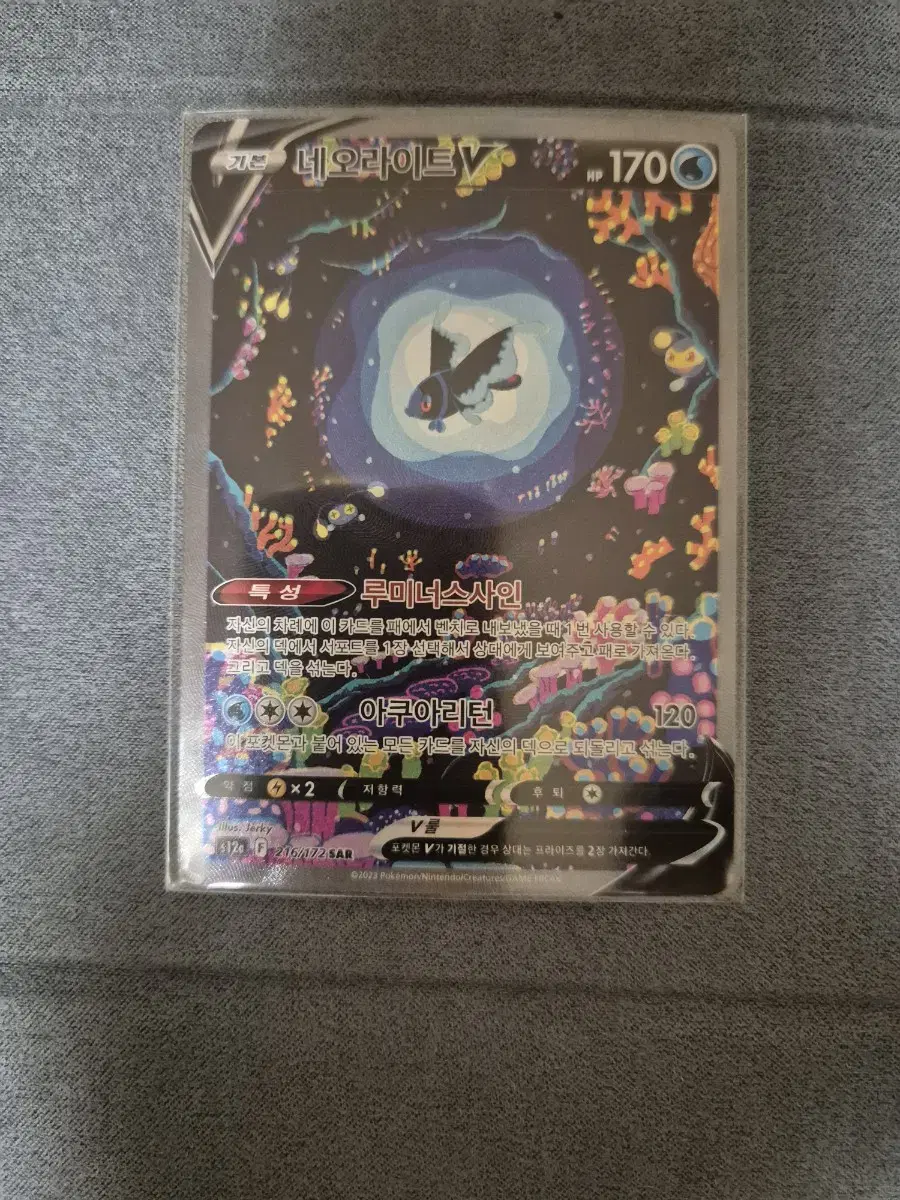 기본 네오라이트V HP 170
특성 루미너스사인
자신의 차례에 이 카드를 패에서 벤치로 내보냈을 때 1번 사용할 수 있다.
자신의 덱에서 서포트를 1장 선택해서 상대에게 보여주고 패로 가져온다.
그리고 덱을 섞는다.
아쿠아리턴 120
이 포켓몬과 붙어 있는 모든 카드를 자신의 덱으로 되돌리고 섞는다.
약점 ×2 저항력 후퇴
Illus. Jerky
V룰
s12a F 216/172 SAR
포켓몬 V가 기절한 경우 상대는 프라이즈를 2장 가져간다.
©2023 Pokémon/Nintendo/Creatures/GAME FREAK